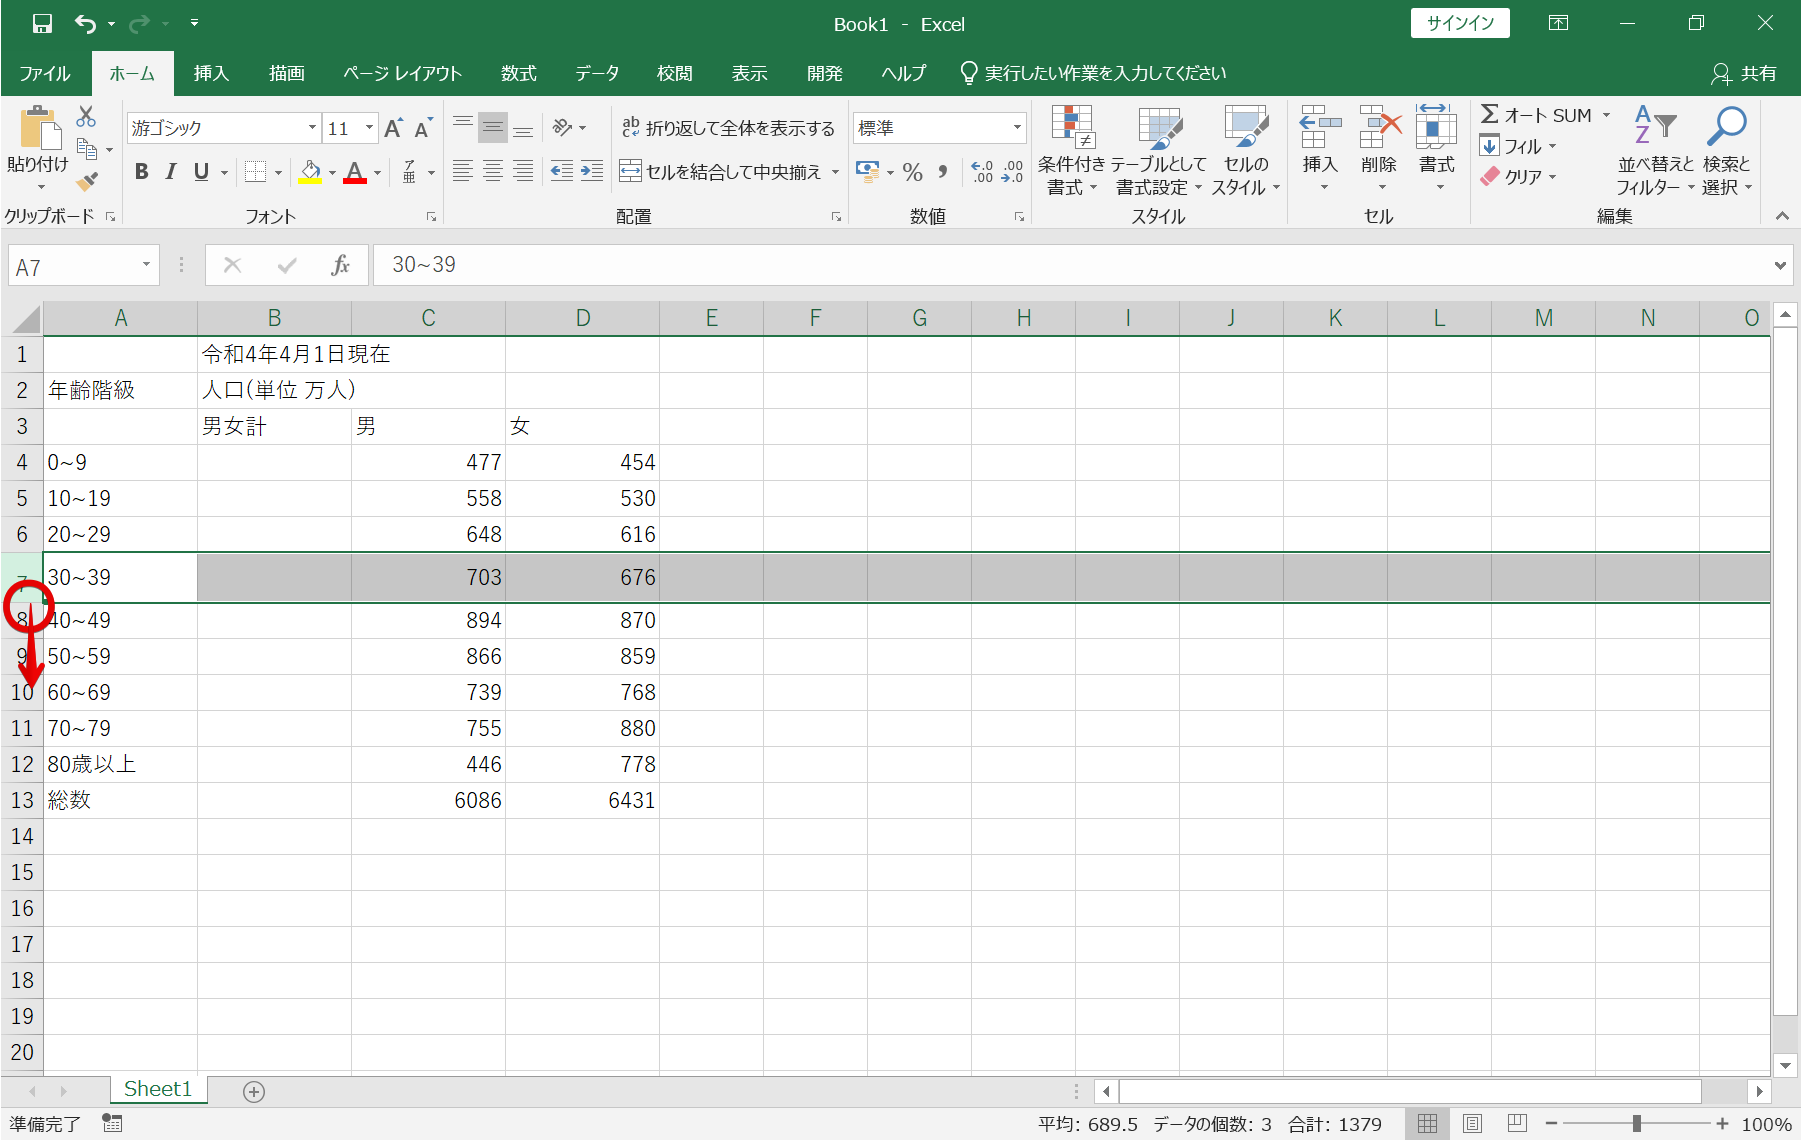 Book1 - Excel
サインイン
ファイル ホーム 挿入 描画 ページ レイアウト 数式 データ 校閲 表示 開発 ヘルプ 実行したい作業を入力してください 共有
貼り付け
クリップボード
游ゴシック 11 A A
B I U A ア亜
フォント
折り返して全体を表示する
セルを結合して中央揃え
配置
標準
% , .0 .00 .00 .0
数値
条件付き書式
テーブルとして書式設定
セルのスタイル
スタイル
挿入 削除 書式
セル
Σ オート SUM
フィル
クリア
並べ替えとフィルター
検索と選択
編集
A7 fx 30~39
A B C D E F G H I J K L M N O
1 令和4年4月1日現在
2 年齢階級 人口(単位 万人)
3 男女計 男 女
4 0~9 477 454
5 10~19 558 530
6 20~29 648 616
7 30~39 703 676
8 40~49 894 870
9 50~59 866 859
10 60~69 739 768
11 70~79 755 880
12 80歳以上 446 778
13 総数 6086 6431
14
15
16
17
18
19
20
Sheet1
準備完了 平均: 689.5 データの個数: 3 合計: 1379 100%